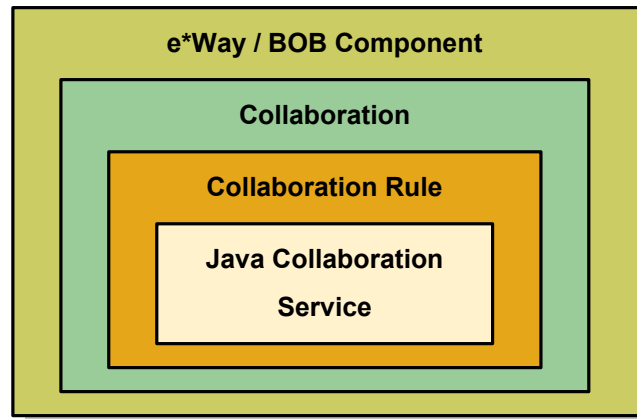 e*Way / BOB Component
Collaboration
Collaboration Rule
Java Collaboration
Service